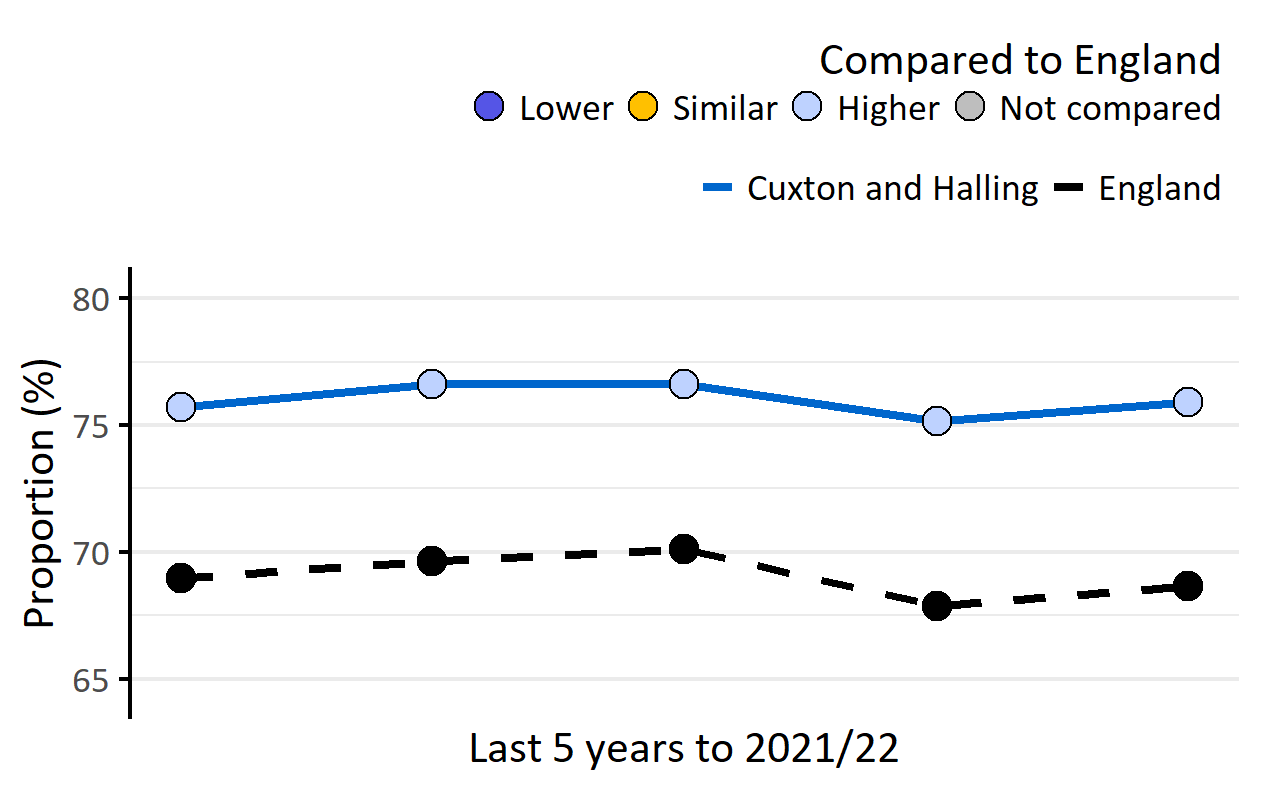 Compared to England
Lower Similar Higher Not compared
Cuxton and Halling England
80
75
70
65
Proportion (%)
Last 5 years to 2021/22